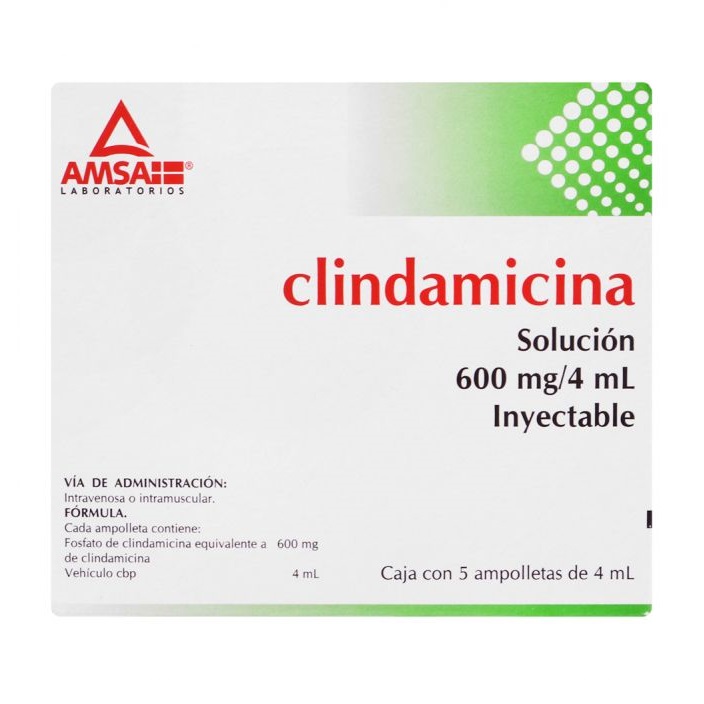 AMSA®
LABORATORIOS
clindamicina
Solución
600 mg/4 mL
Inyectable
VÍA DE ADMINISTRACIÓN:
Intravenosa o intramuscular.
FÓRMULA.
Cada ampolleta contiene:
Fosfato de clindamicina equivalente a 600 mg
de clindamicina
Vehículo cbp 4 mL
Caja con 5 ampolletas de 4 mL